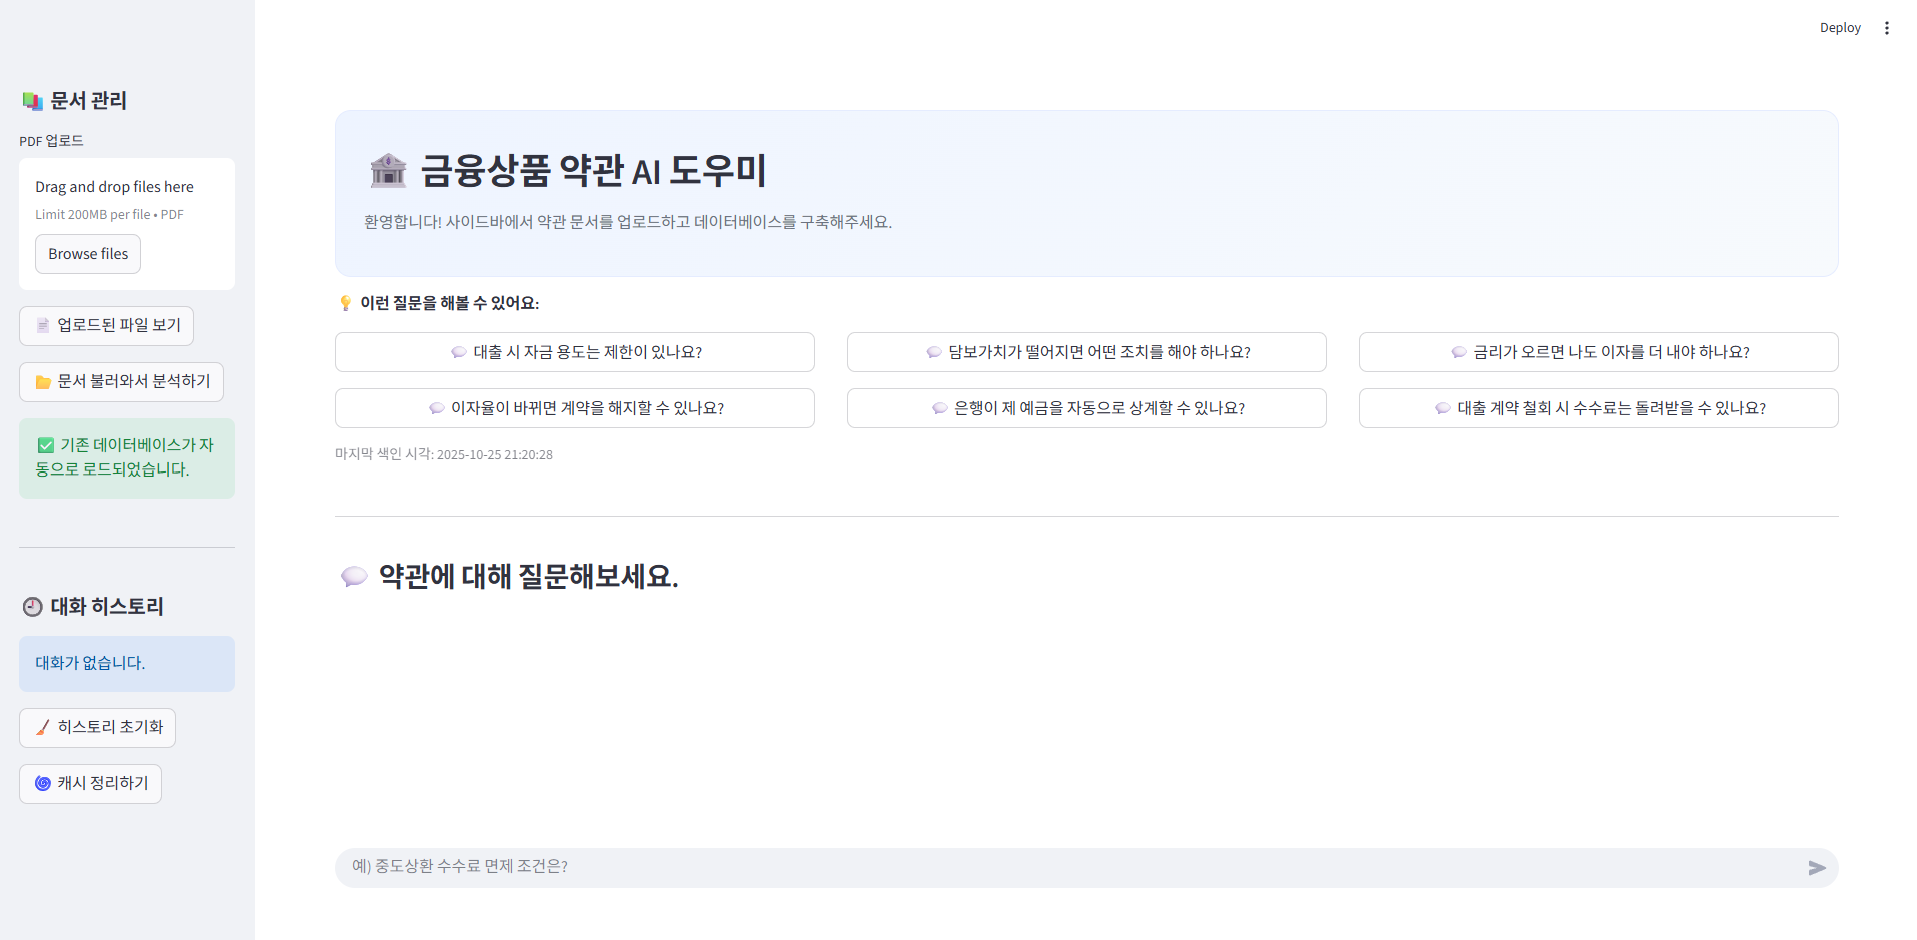 Deploy
문서 관리
PDF 업로드
Drag and drop files here
Limit 200MB per file • PDF
Browse files
업로드된 파일 보기
문서 불러와서 분석하기
기존 데이터베이스가 자
동으로 로드되었습니다.
대화 히스토리
대화가 없습니다.
히스토리 초기화
캐시 정리하기
금융상품 약관 AI 도우미
환영합니다! 사이드바에서 약관 문서를 업로드하고 데이터베이스를 구축해주세요.
이런 질문을 해볼 수 있어요:
대출 시 자금 용도는 제한이 있나요?
담보가치가 떨어지면 어떤 조치를 해야 하나요?
금리가 오르면 나도 이자를 더 내야 하나요?
이자율이 바뀌면 계약을 해지할 수 있나요?
은행이 제 예금을 자동으로 상계할 수 있나요?
대출 계약 철회 시 수수료는 돌려받을 수 있나요?
마지막 색인 시각: 2025-10-25 21:20:28
약관에 대해 질문해보세요.
예) 중도상환 수수료 면제 조건은?